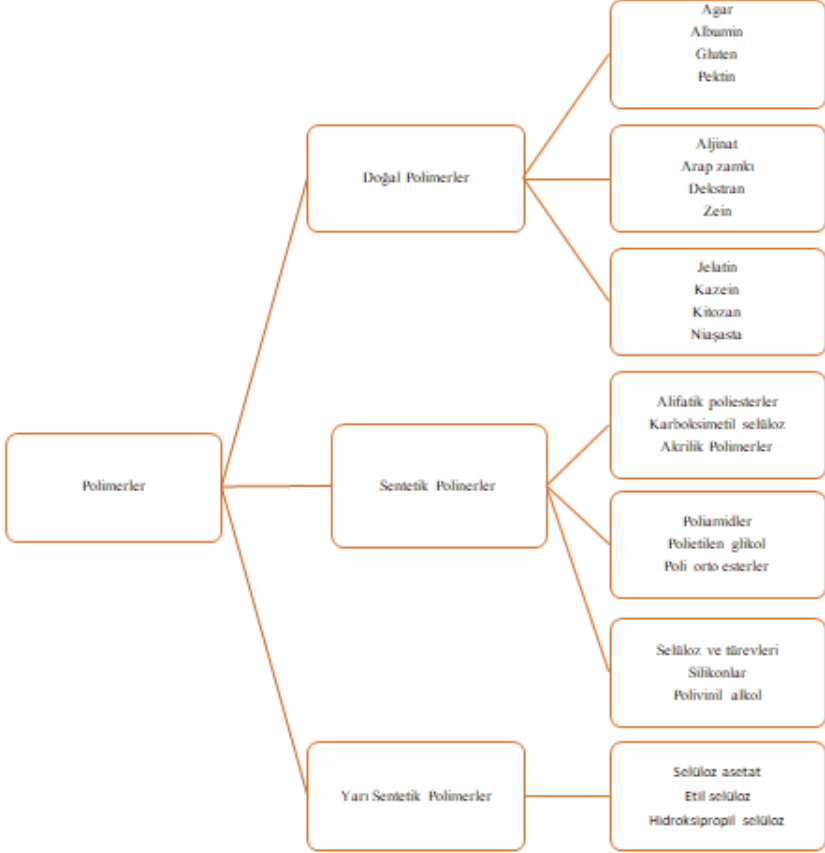 Agar
Albumin
Gluten
Pektin
Doğal Polimerler
Aljinat
Arap zamkı
Dekstran
Zein
Jelatin
Kazein
Kitozan
Niaşasta
Polimerler
Sentetik Polinerler
Alifatik poliesterler
Karboksimetil selüloz
Akrilik Polimerler
Poliamidler
Polietilen glikol
Poli orto esterler
Selüloz ve türevleri
Silikonlar
Polivinil alkol
Yarı Sentetik Polimerler
Selüloz asetat
Etil selüloz
Hidroksipropil selüloz